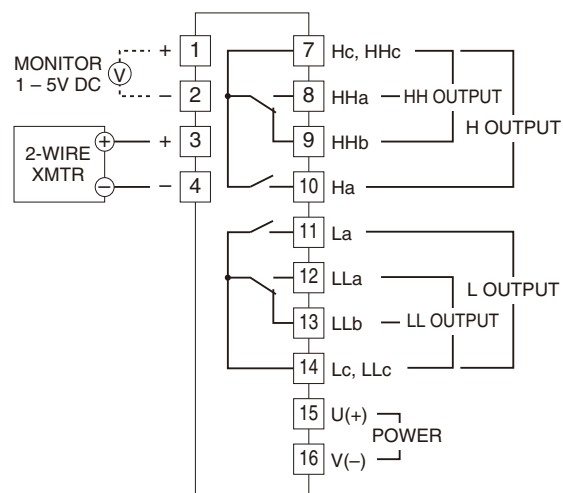 MONITOR
1 – 5V DC
V
+ 1
– 2
2-WIRE
XMTR
+ + 3
– – 4
7 Hc, HHc
8 HHa HH OUTPUT
9 HHb
H OUTPUT
10 Ha
11 La
12 LLa
L OUTPUT
13 LLb LL OUTPUT
14 Lc, LLc
15 U(+)
POWER
16 V(–)